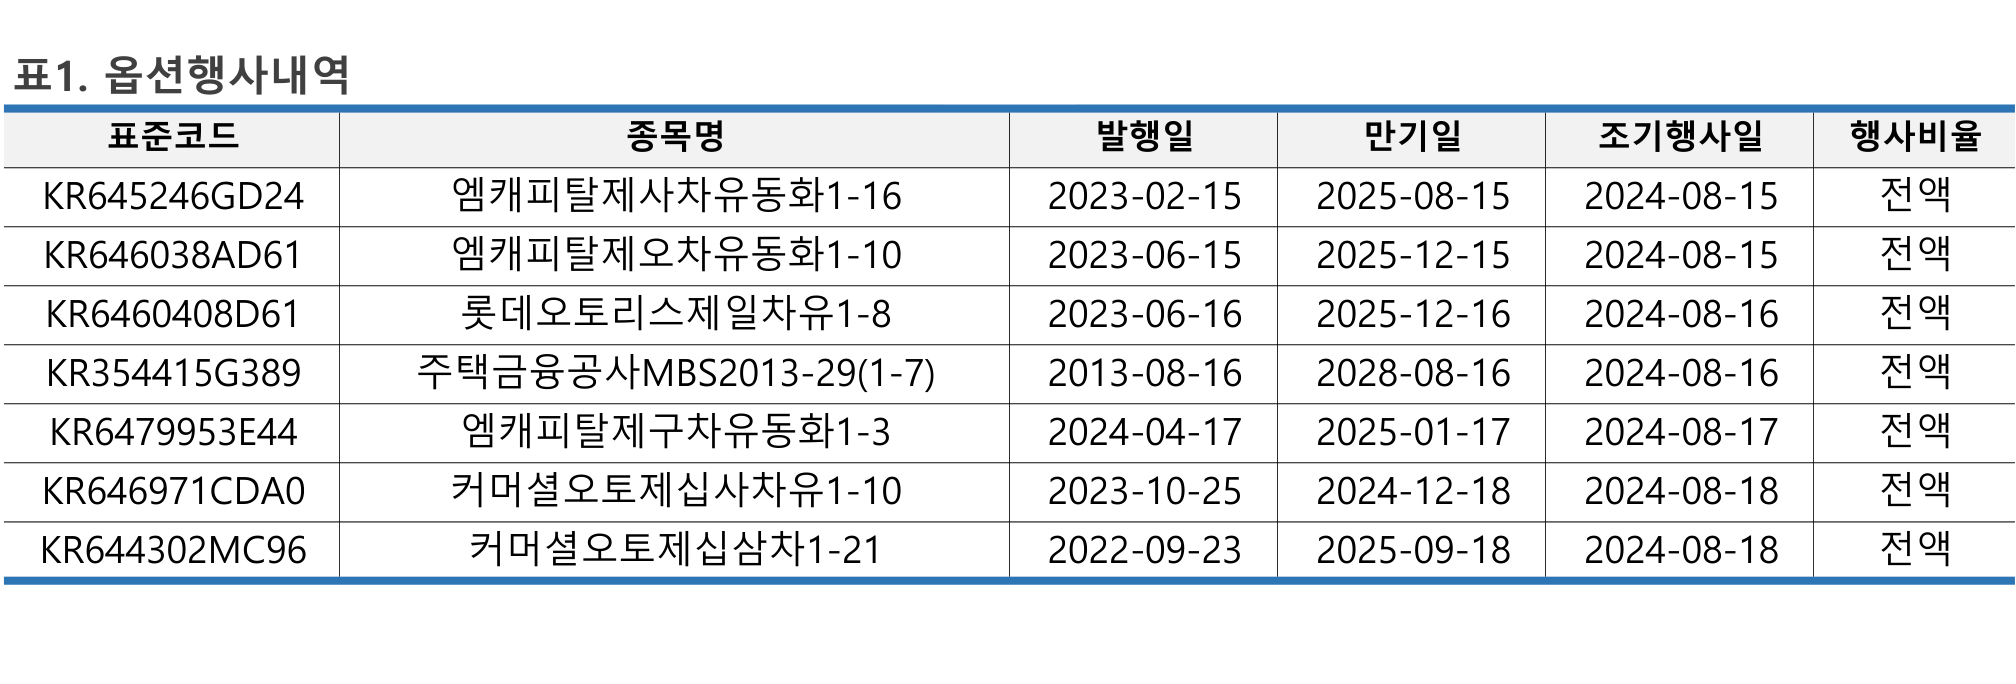 표1. 옵션행사내역
표준코드 종목명 발행일 만기일 조기행사일 행사비율
KR645246GD24 엠캐피탈제사차유동화1-16 2023-02-15 2025-08-15 2024-08-15 전액
KR646038AD61 엠캐피탈제오차유동화1-10 2023-06-15 2025-12-15 2024-08-15 전액
KR6460408D61 롯데오토리스제일차유1-8 2023-06-16 2025-12-16 2024-08-16 전액
KR354415G389 주택금융공사MBS2013-29(1-7) 2013-08-16 2028-08-16 2024-08-16 전액
KR6479953E44 엠캐피탈제구차유동화1-3 2024-04-17 2025-01-17 2024-08-17 전액
KR646971CDA0 커머셜오토제십사차유1-10 2023-10-25 2024-12-18 2024-08-18 전액
KR644302MC96 커머셜오토제십삼차1-21 2022-09-23 2025-09-18 2024-08-18 전액